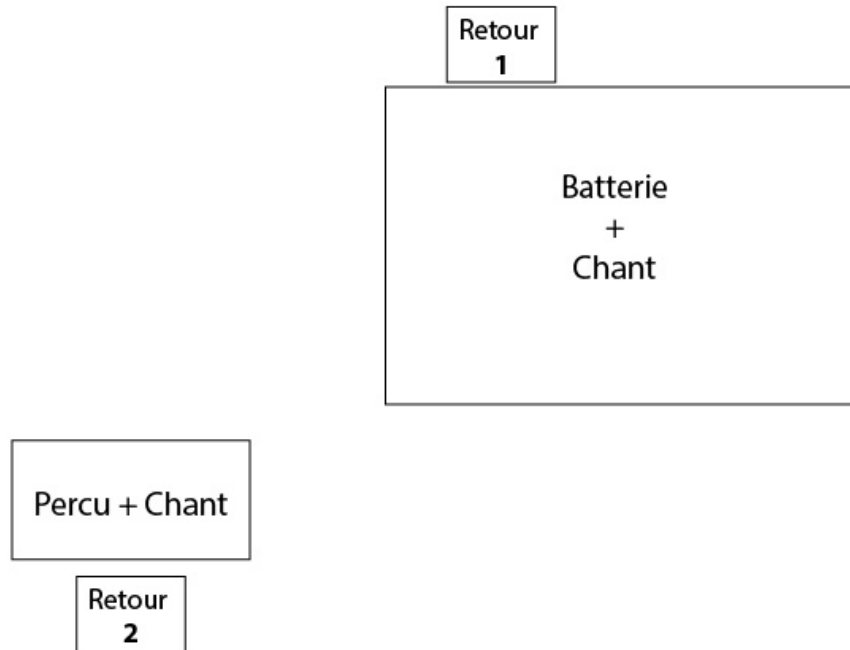 Retour
1
Batterie
+
Chant
Percu + Chant
Retour
2